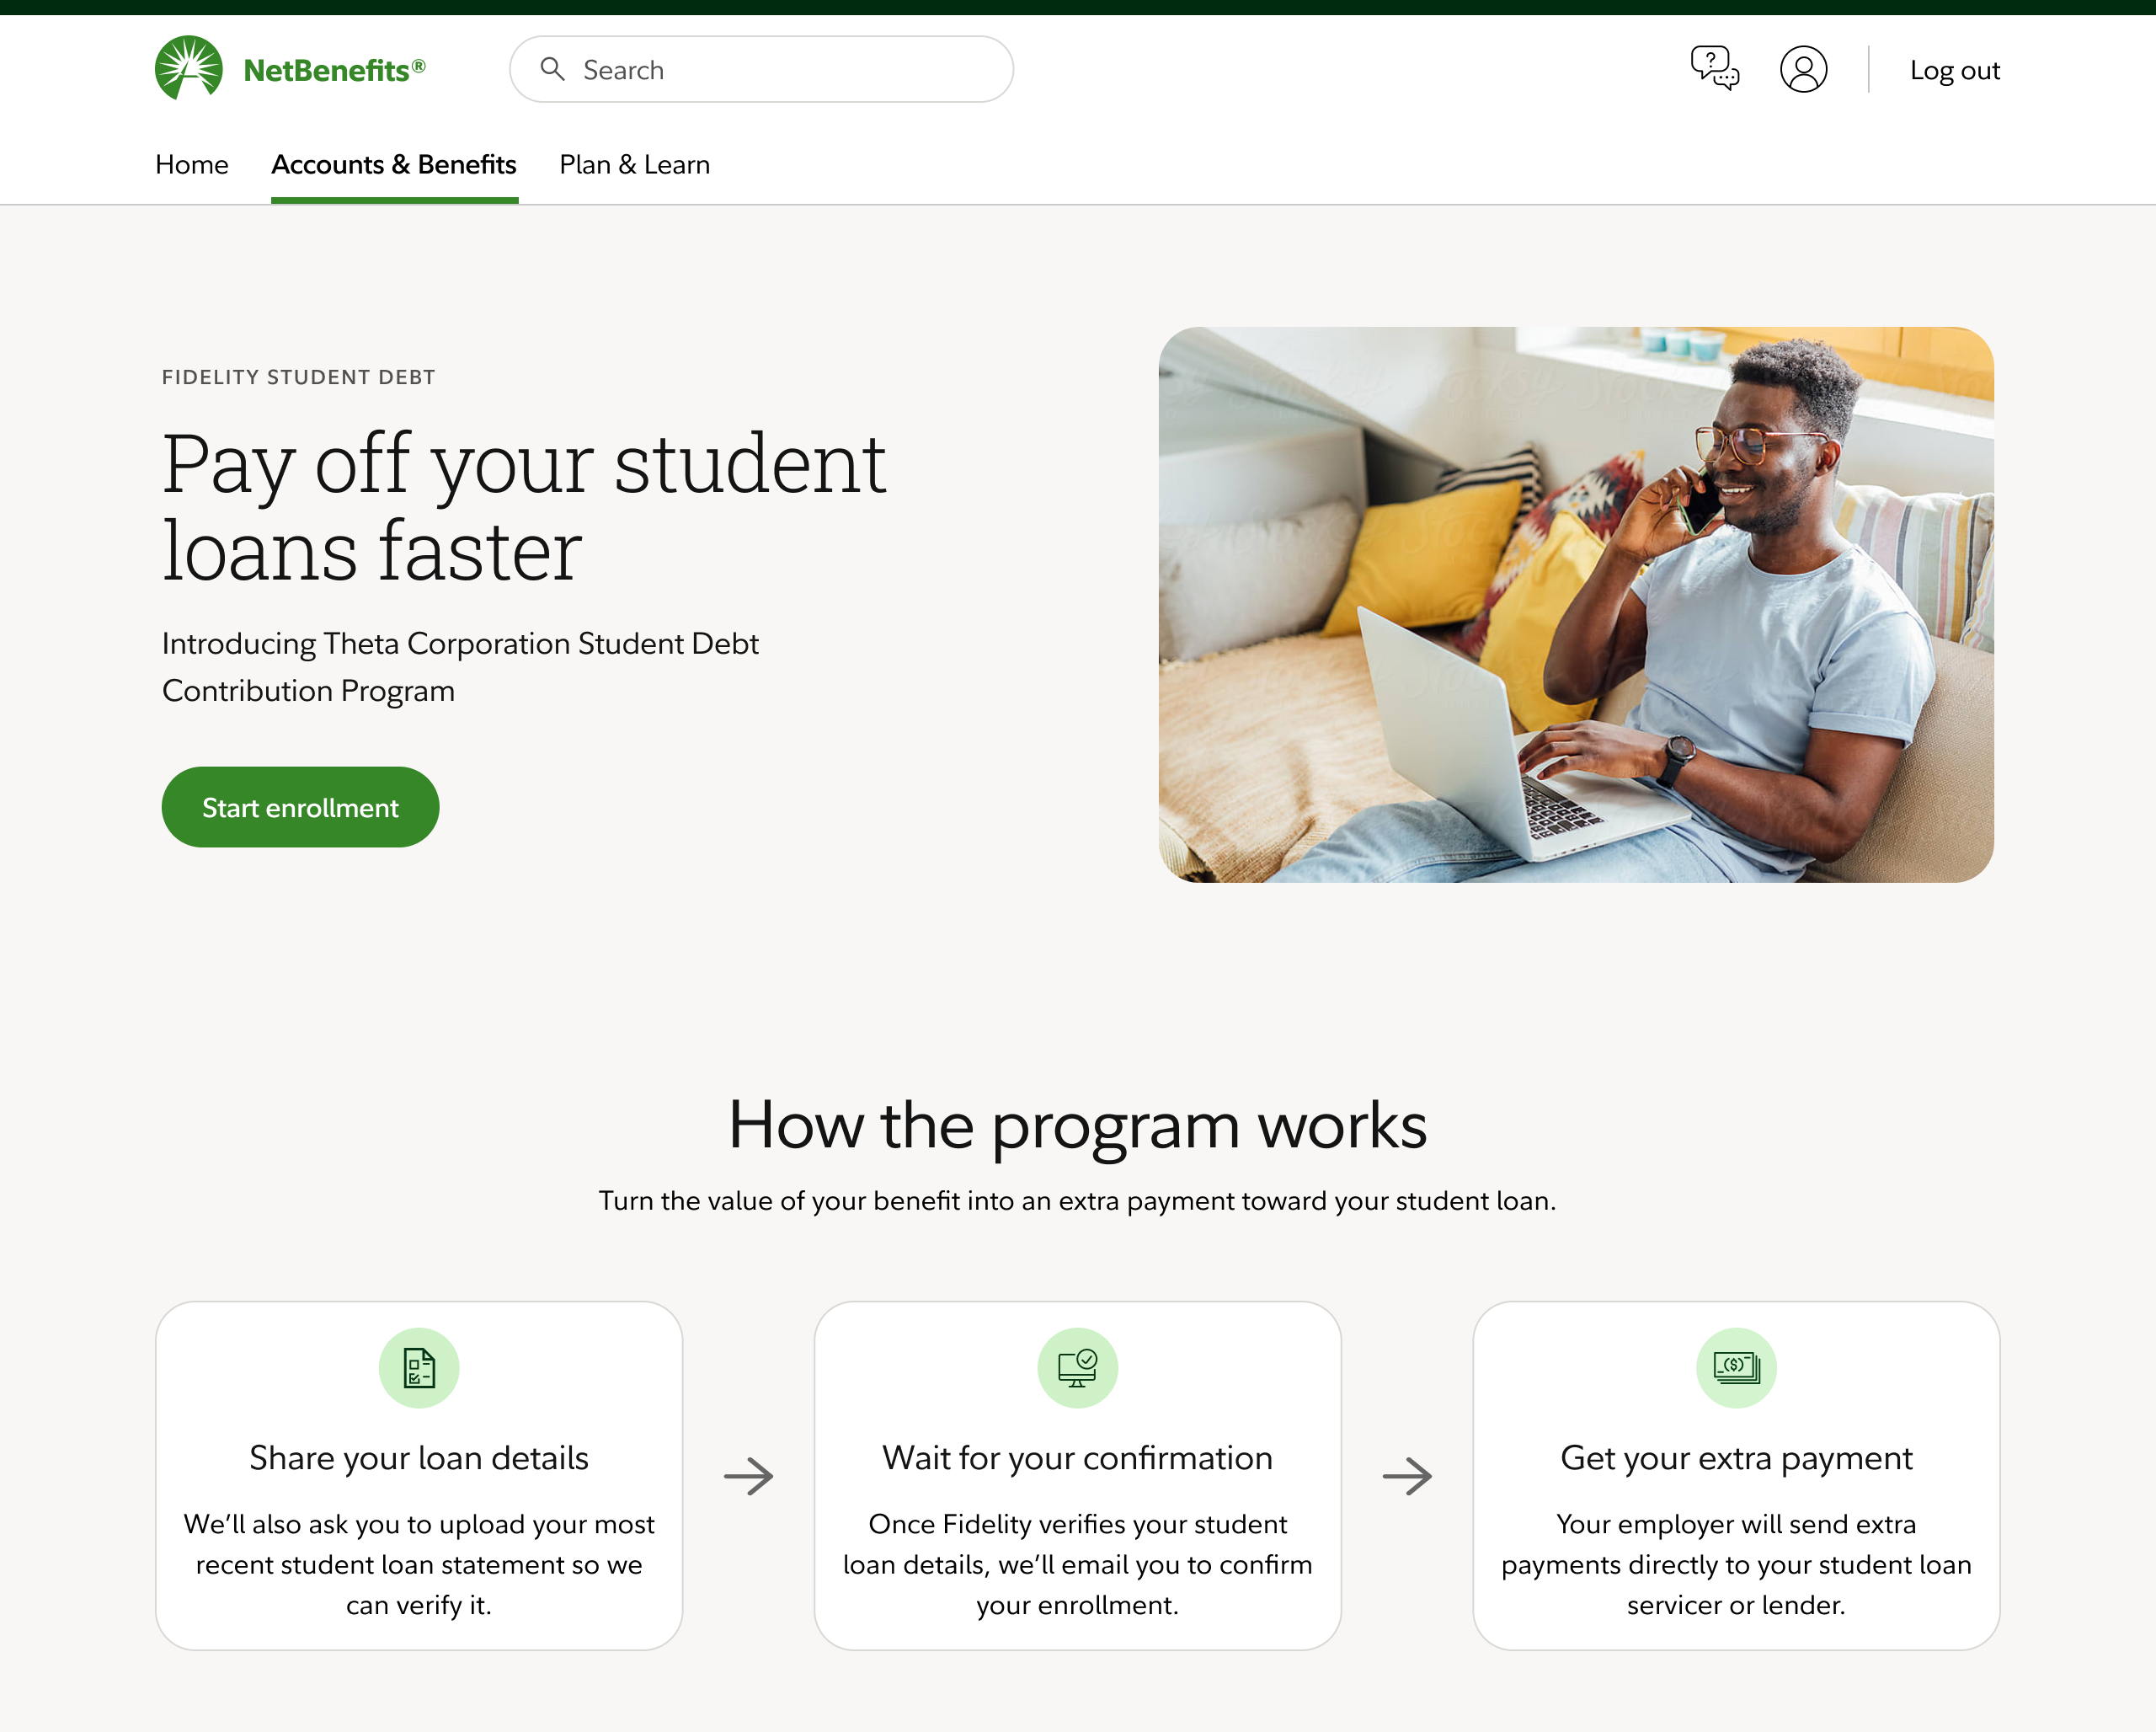 NetBenefits®
Search
Log out
Home
Accounts & Benefits
Plan & Learn
FIDELITY STUDENT DEBT
Pay off your student
loans faster
Introducing Theta Corporation Student Debt
Contribution Program
Start enrollment
How the program works
Turn the value of your benefit into an extra payment toward your student loan.
Share your loan details
We’ll also ask you to upload your most
recent student loan statement so we
can verify it.
Wait for your confirmation
Once Fidelity verifies your student
loan details, we’ll email you to confirm
your enrollment.
Get your extra payment
Your employer will send extra
payments directly to your student loan
servicer or lender.